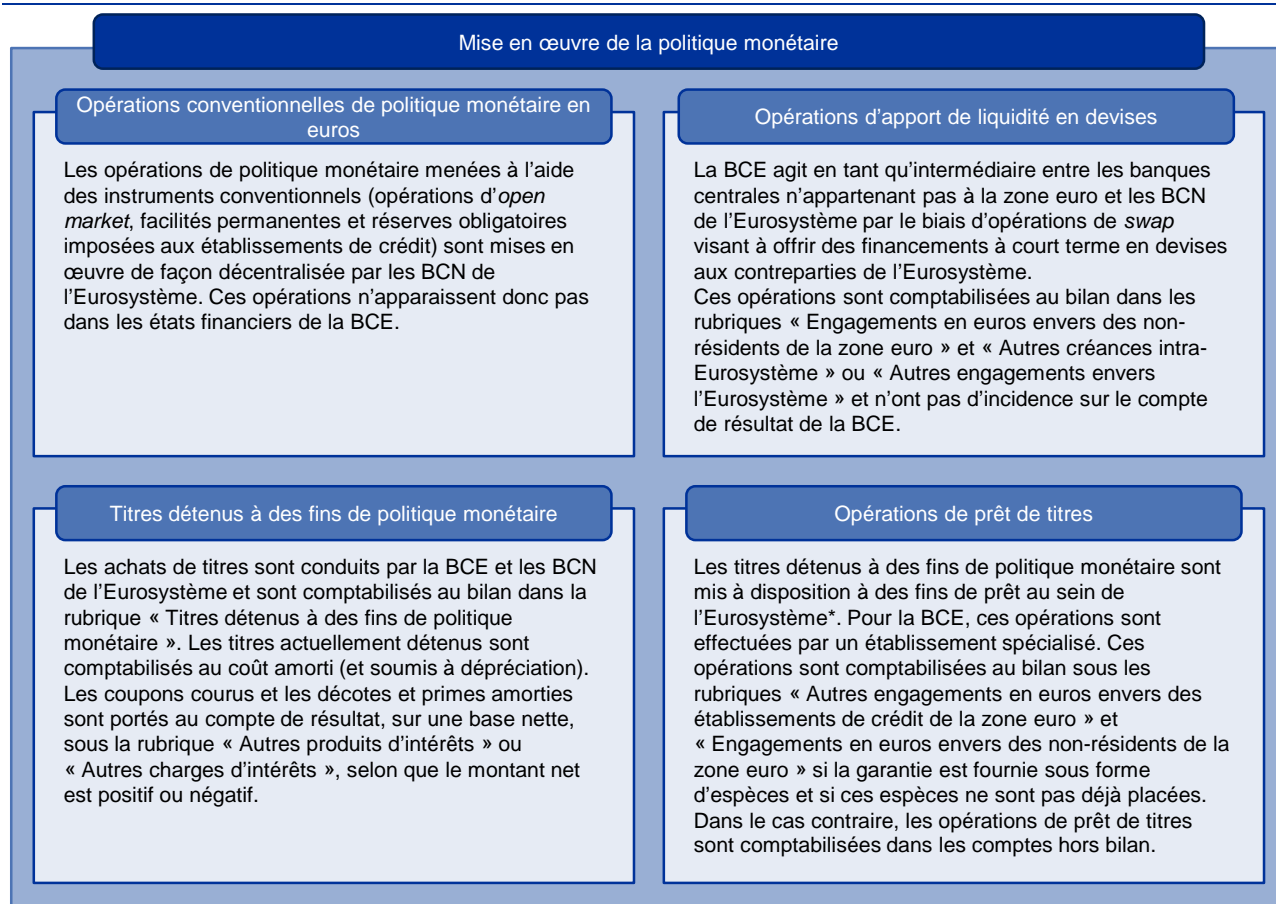 Mise en œuvre de la politique monétaire
Opérations conventionnelles de politique monétaire en
euros
Les opérations de politique monétaire menées à l’aide
des instruments conventionnels (opérations d’open
market, facilités permanentes et réserves obligatoires
imposées aux établissements de crédit) sont mises en
œuvre de façon décentralisée par les BCN de
l’Eurosystème. Ces opérations n’apparaissent donc pas
dans les états financiers de la BCE.
Opérations d’apport de liquidité en devises
La BCE agit en tant qu’intermédiaire entre les banques
centrales n’appartenant pas à la zone euro et les BCN
de l’Eurosystème par le biais d’opérations de swap
visant à offrir des financements à court terme en devises
aux contreparties de l’Eurosystème.
Ces opérations sont comptabilisées au bilan dans les
rubriques « Engagements en euros envers des non-
résidents de la zone euro » et « Autres créances intra-
Eurosystème » ou « Autres engagements envers
l’Eurosystème » et n’ont pas d’incidence sur le compte
de résultat de la BCE.
Titres détenus à des fins de politique monétaire
Les achats de titres sont conduits par la BCE et les BCN
de l’Eurosystème et sont comptabilisés au bilan dans la
rubrique « Titres détenus à des fins de politique
monétaire ». Les titres actuellement détenus sont
comptabilisés au coût amorti (et soumis à dépréciation).
Les coupons courus et les décotes et primes amorties
sont portés au compte de résultat, sur une base nette,
sous la rubrique « Autres produits d’intérêts » ou
« Autres charges d’intérêts », selon que le montant net
est positif ou négatif.
Opérations de prêt de titres
Les titres détenus à des fins de politique monétaire sont
mis à disposition à des fins de prêt au sein de
l’Eurosystème*. Pour la BCE, ces opérations sont
effectuées par un établissement spécialisé. Ces
opérations sont comptabilisées au bilan sous les
rubriques « Autres engagements en euros envers des
établissements de crédit de la zone euro » et
« Engagements en euros envers des non-résidents de la
zone euro » si la garantie est fournie sous forme
d’espèces et si ces espèces ne sont pas déjà placées.
Dans le cas contraire, les opérations de prêt de titres
sont comptabilisées dans les comptes hors bilan.